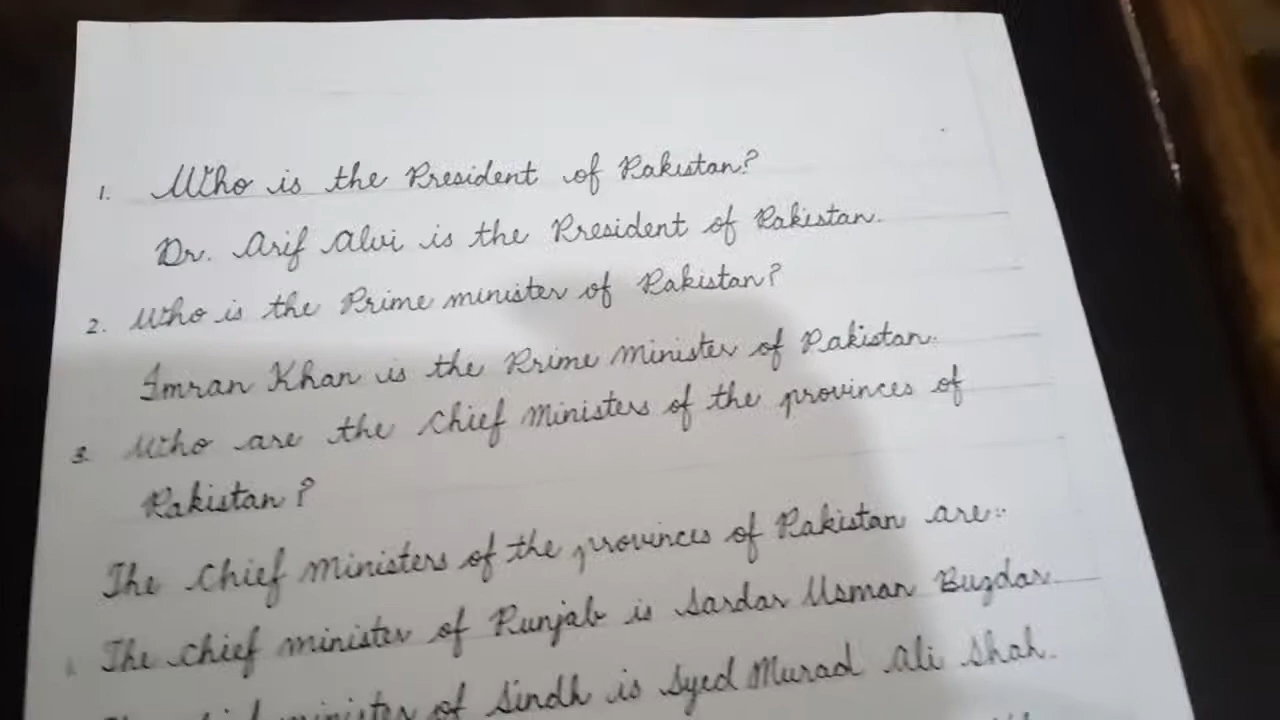 1. Who is the President of Pakistan?
Dr. Arif Alvi is the President of Pakistan.
2. Who is the Prime minister of Pakistan?
Imran Khan is the Prime Minister of Pakistan.
3. Who are the Chief Ministers of the provinces of
Pakistan?
The Chief Ministers of the provinces of Pakistan are:-
The chief minister of Punjab is Sardar Usman Buzdar
minister of Sindh is Syed Murad Ali Shah.